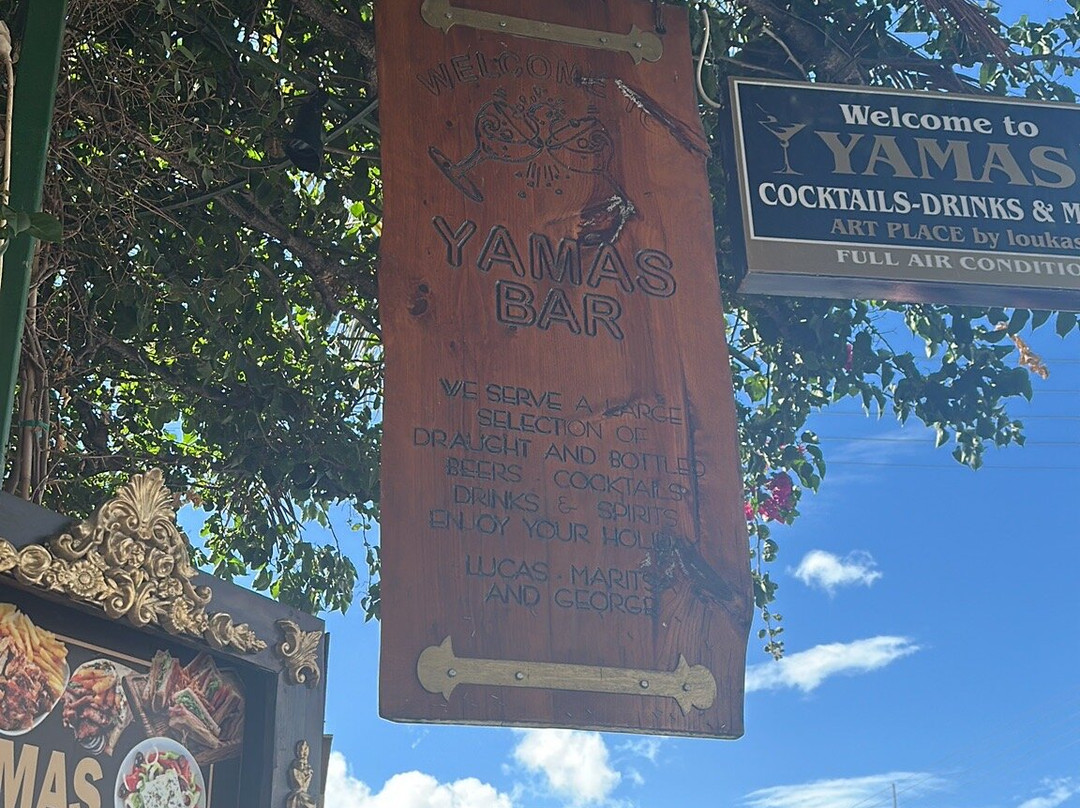 WELCOME
YAMAS
BAR
WE SERVE A LARGE
SELECTION OF
DRAUGHT AND BOTTLED
BEERS . COCKTAILS
DRINKS & SPIRITS
ENJOY YOUR
LUCAS . 
AND GEORGE
Welcome to
YAMAS
COCKTAILS-DRINKS & M
ART PLACE by loukas
FULL AIR CONDITIO
MAS